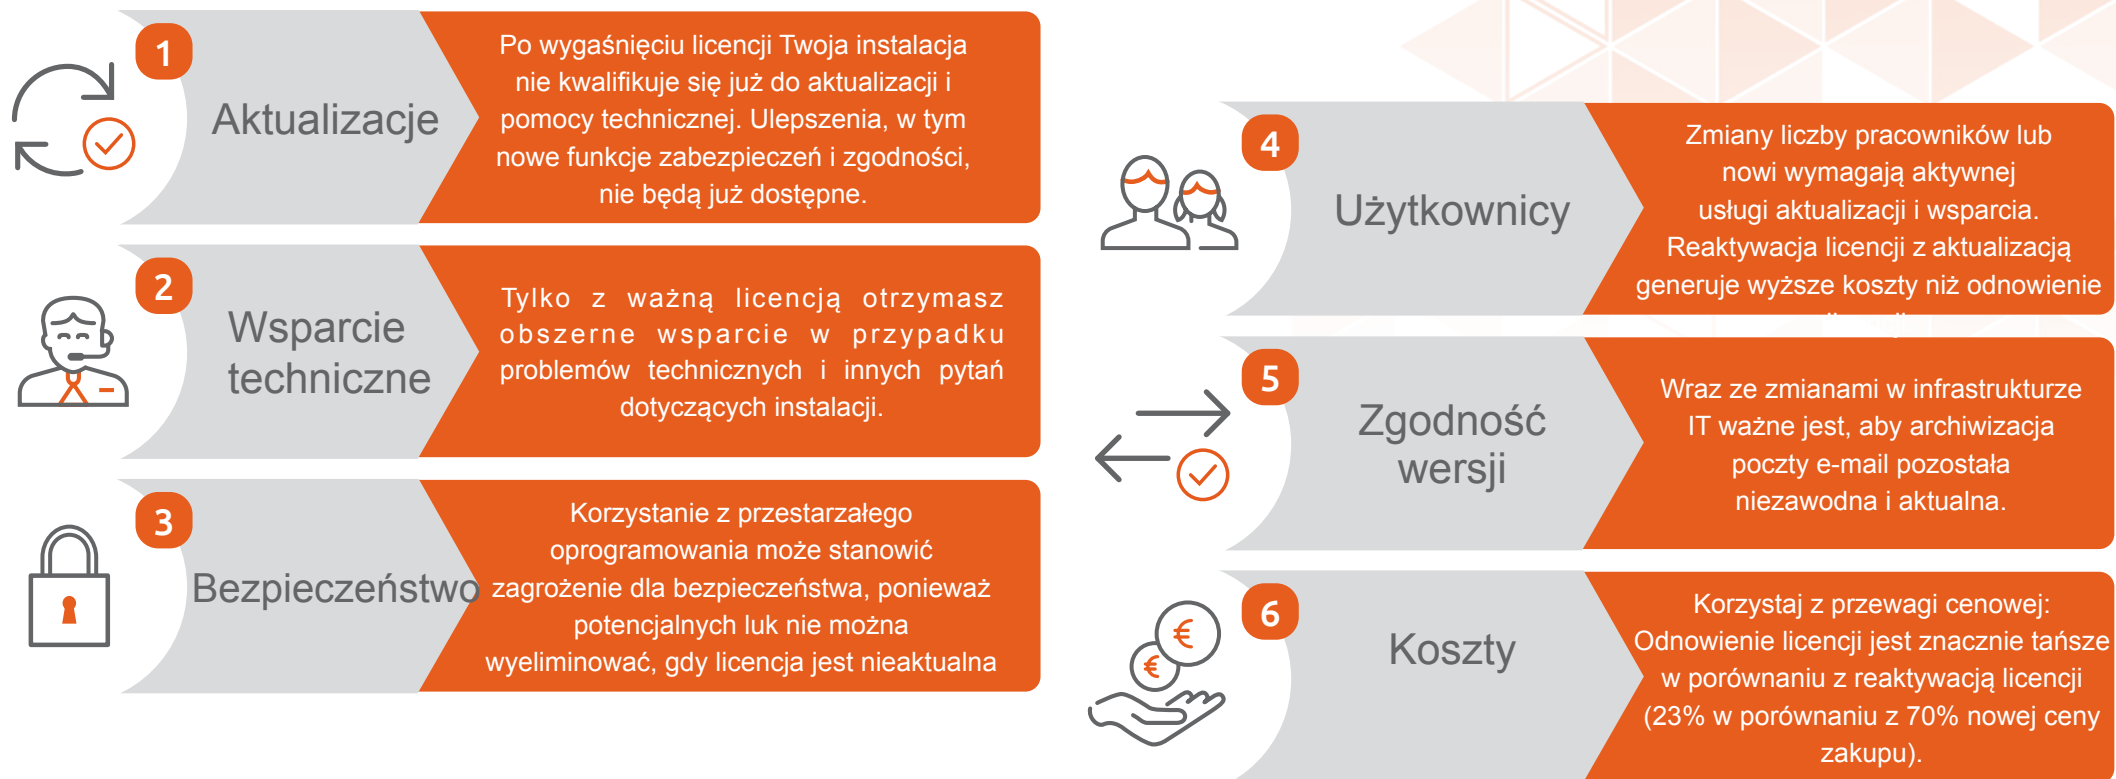 1
Aktualizacje
Po wygaśnięciu licencji Twoja instalacja
nie kwalifikuje się już do aktualizacji i
pomocy technicznej. Ulepszenia, w tym
nowe funkcje zabezpieczeń i zgodności,
nie będą już dostępne.
2
Wsparcie
techniczne
Tylko z ważną licencją otrzymasz
obszerne wsparcie w przypadku
problemów technicznych i innych pytań
dotyczących instalacji.
3
Bezpieczeństwo
Korzystanie z przestarzałego
oprogramowania może stanowić
zagrożenie dla bezpieczeństwa, ponieważ
potencjalnych luk nie można
wyeliminować, gdy licencja jest nieaktualna
4
Użytkownicy
Zmiany liczby pracowników lub
nowi wymagają aktywnej
usługi aktualizacji i wsparcia.
Reaktywacja licencji z aktualizacją
generuje wyższe koszty niż odnowienie
5
Zgodność
wersji
Wraz ze zmianami w infrastrukturze
IT ważne jest, aby archiwizacja
poczty e-mail pozostała
niezawodna i aktualna.
€
€
6
Koszty
Korzystaj z przewagi cenowej:
Odnowienie licencji jest znacznie tańsze
w porównaniu z reaktywacją licencji
(23% w porównaniu z 70% nowej ceny
zakupu).